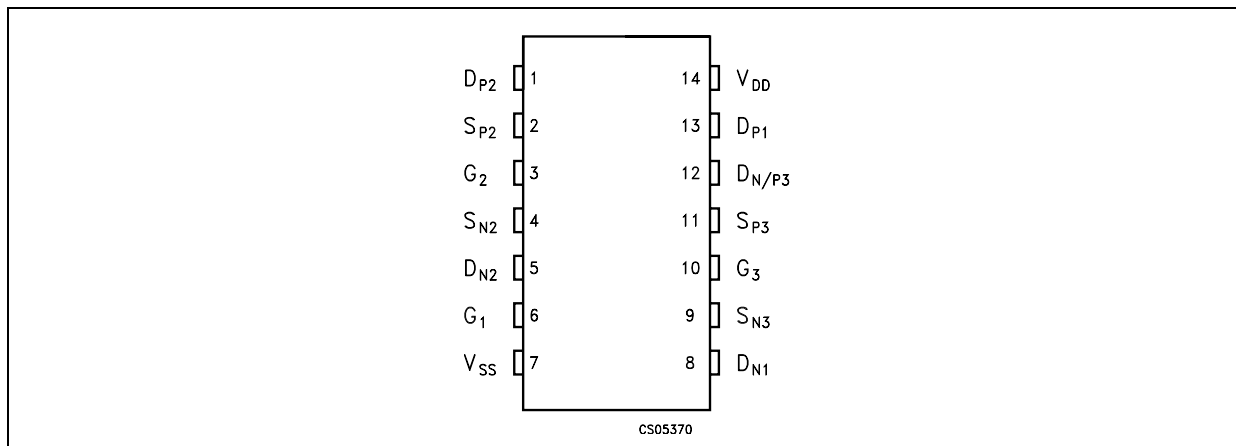 D_P2 1 14 V_DD
S_P2 2 13 D_P1
G_2 3 12 D_N/P3
S_N2 4 11 S_P3
D_N2 5 10 G_3
G_1 6 9 S_N3
V_SS 7 8 D_N1
CS05370